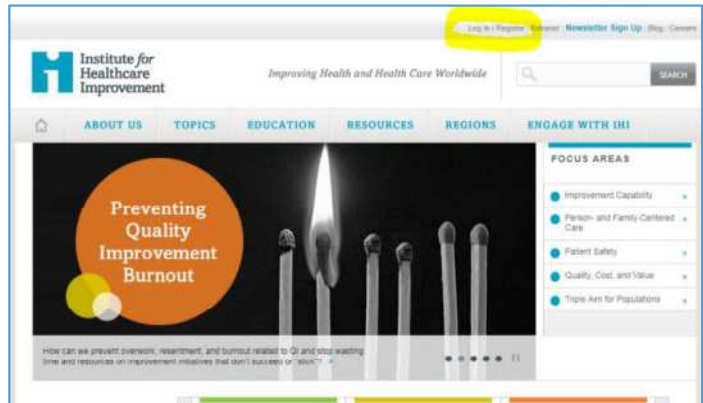 Log In / Register Extranet Newsletter Sign Up Blog Careers
Institute for
Healthcare
Improvement
Improving Health and Health Care Worldwide
SEARCH
ABOUT US TOPICS EDUCATION RESOURCES REGIONS ENGAGE WITH IHI
Preventing
Quality
Improvement
Burnout
How can we prevent overwork, resentment, and burnout related to QI and stop wasting
time and resources on improvement initiatives that don't succeed or "stick"? »
FOCUS AREAS
Improvement Capability »
Person- and Family-Centered »
Care
Patient Safety »
Quality, Cost, and Value »
Triple Aim for Populations »